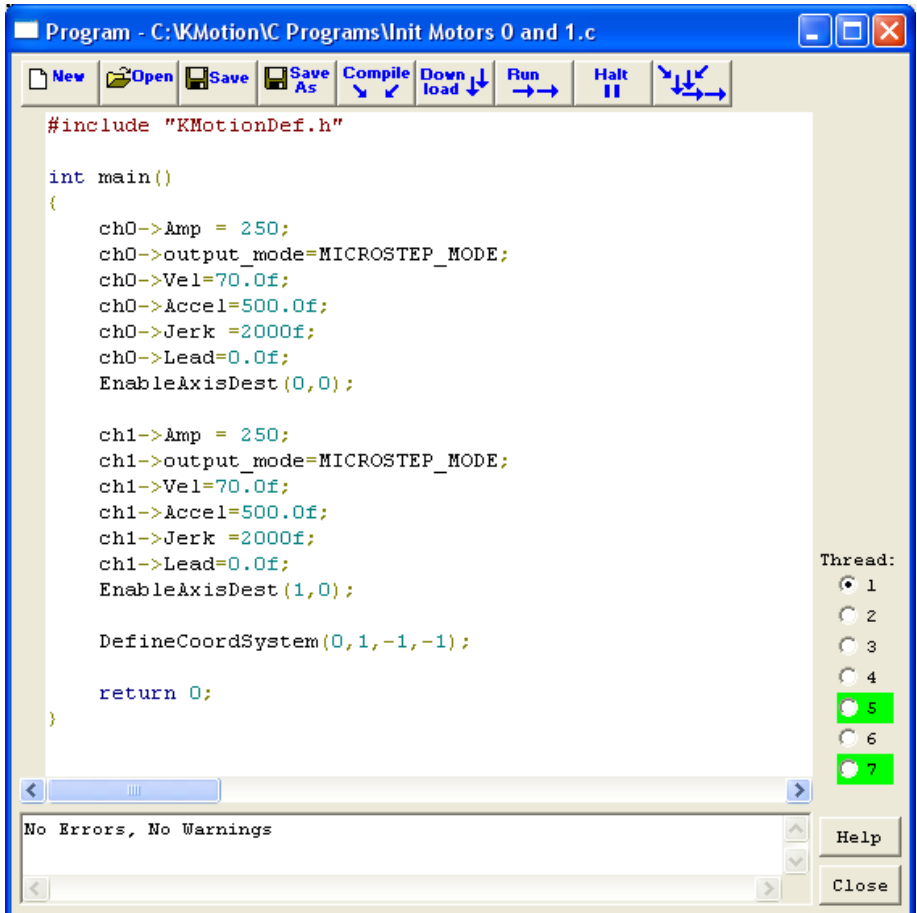 Program - C:\KMotion\C Programs\Init Motors 0 and 1.c
New Open Save Save As Compile Down load Run Halt
#include "KMotionDef.h"
int main()
{
ch0->Amp = 250;
ch0->output_mode=MICROSTEP_MODE;
ch0->Vel=70.0f;
ch0->Accel=500.0f;
ch0->Jerk =2000f;
ch0->Lead=0.0f;
EnableAxisDest(0,0);
ch1->Amp = 250;
ch1->output_mode=MICROSTEP_MODE;
ch1->Vel=70.0f;
ch1->Accel=500.0f;
ch1->Jerk =2000f;
ch1->Lead=0.0f;
EnableAxisDest(1,0);
DefineCoordSystem(0,1,-1,-1);
return 0;
}
Thread:
1
2
3
4
5
6
7
No Errors, No Warnings
Help
Close